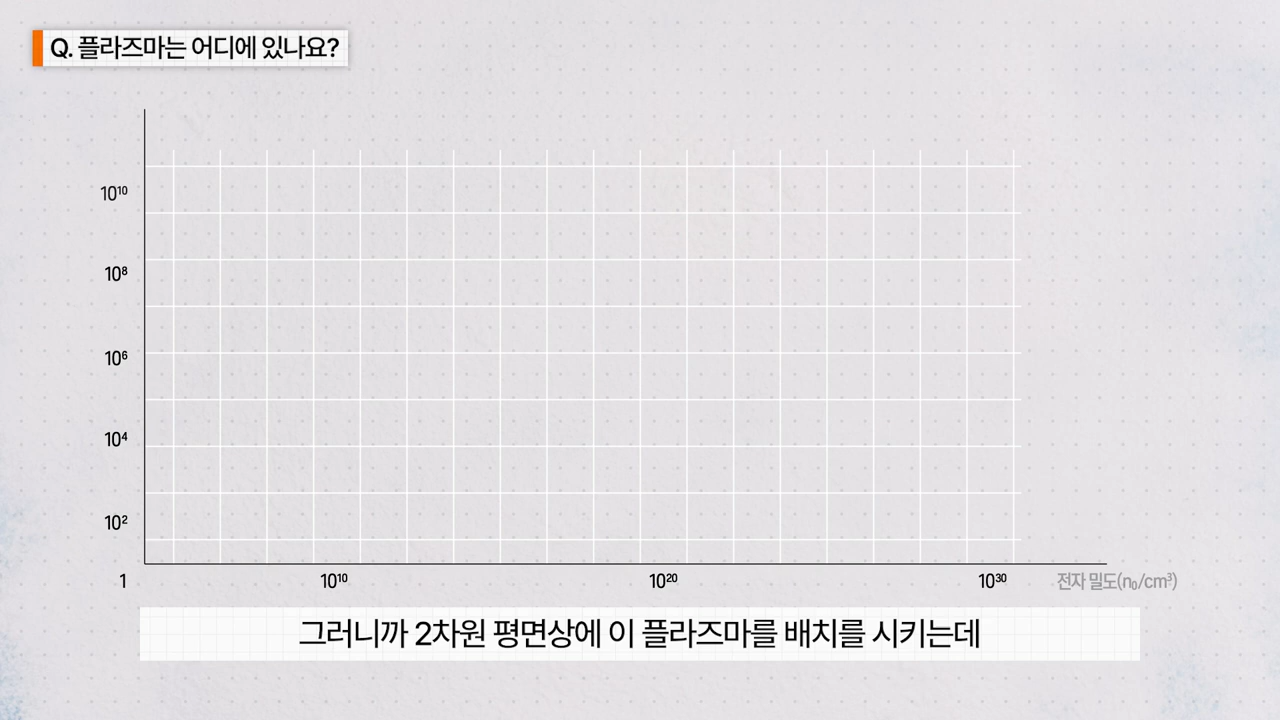 Q. 플라즈마는 어디에 있나요?
10¹⁰
10⁸
10⁶
10⁴
10²
1 10¹⁰ 10²⁰ 10³⁰ 전자 밀도(n₀/cm³)
그러니까 2차원 평면상에 이 플라즈마를 배치를 시키는데